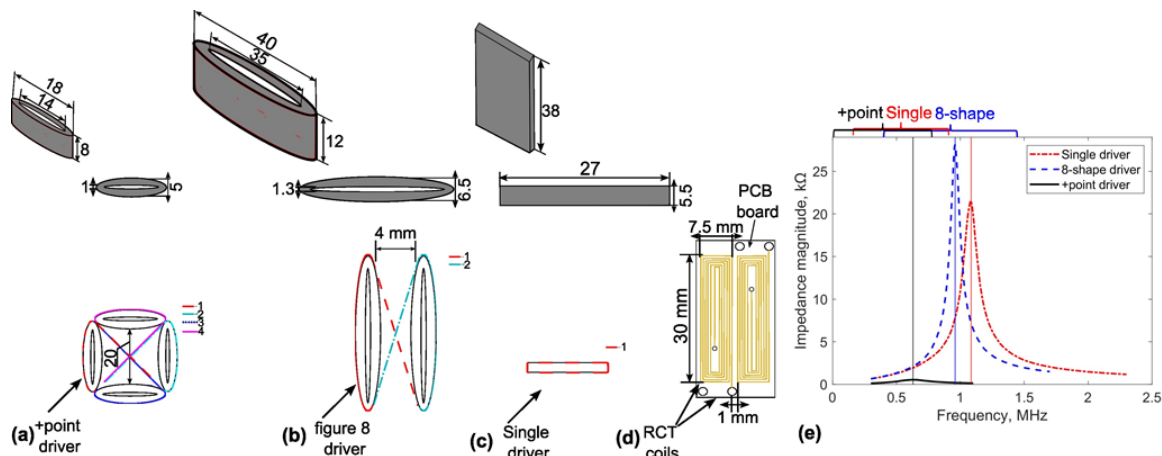 18
14
8
1
5
40
35
12
1.3
6.5
38
27
5.5
4 mm
1
2
1
2
3
4
20
1
7.5 mm
PCB
board
30 mm
1 mm
(a)
+point
driver
(b)
figure 8
driver
(c)
Single
driver
(d)
RCT
coils
+point Single 8-shape
Single driver
8-shape driver
+point driver
Impedance magnitude, kΩ
25
20
15
10
5
0
0 0.5 1 1.5 2 2.5
Frequency, MHz
(e)